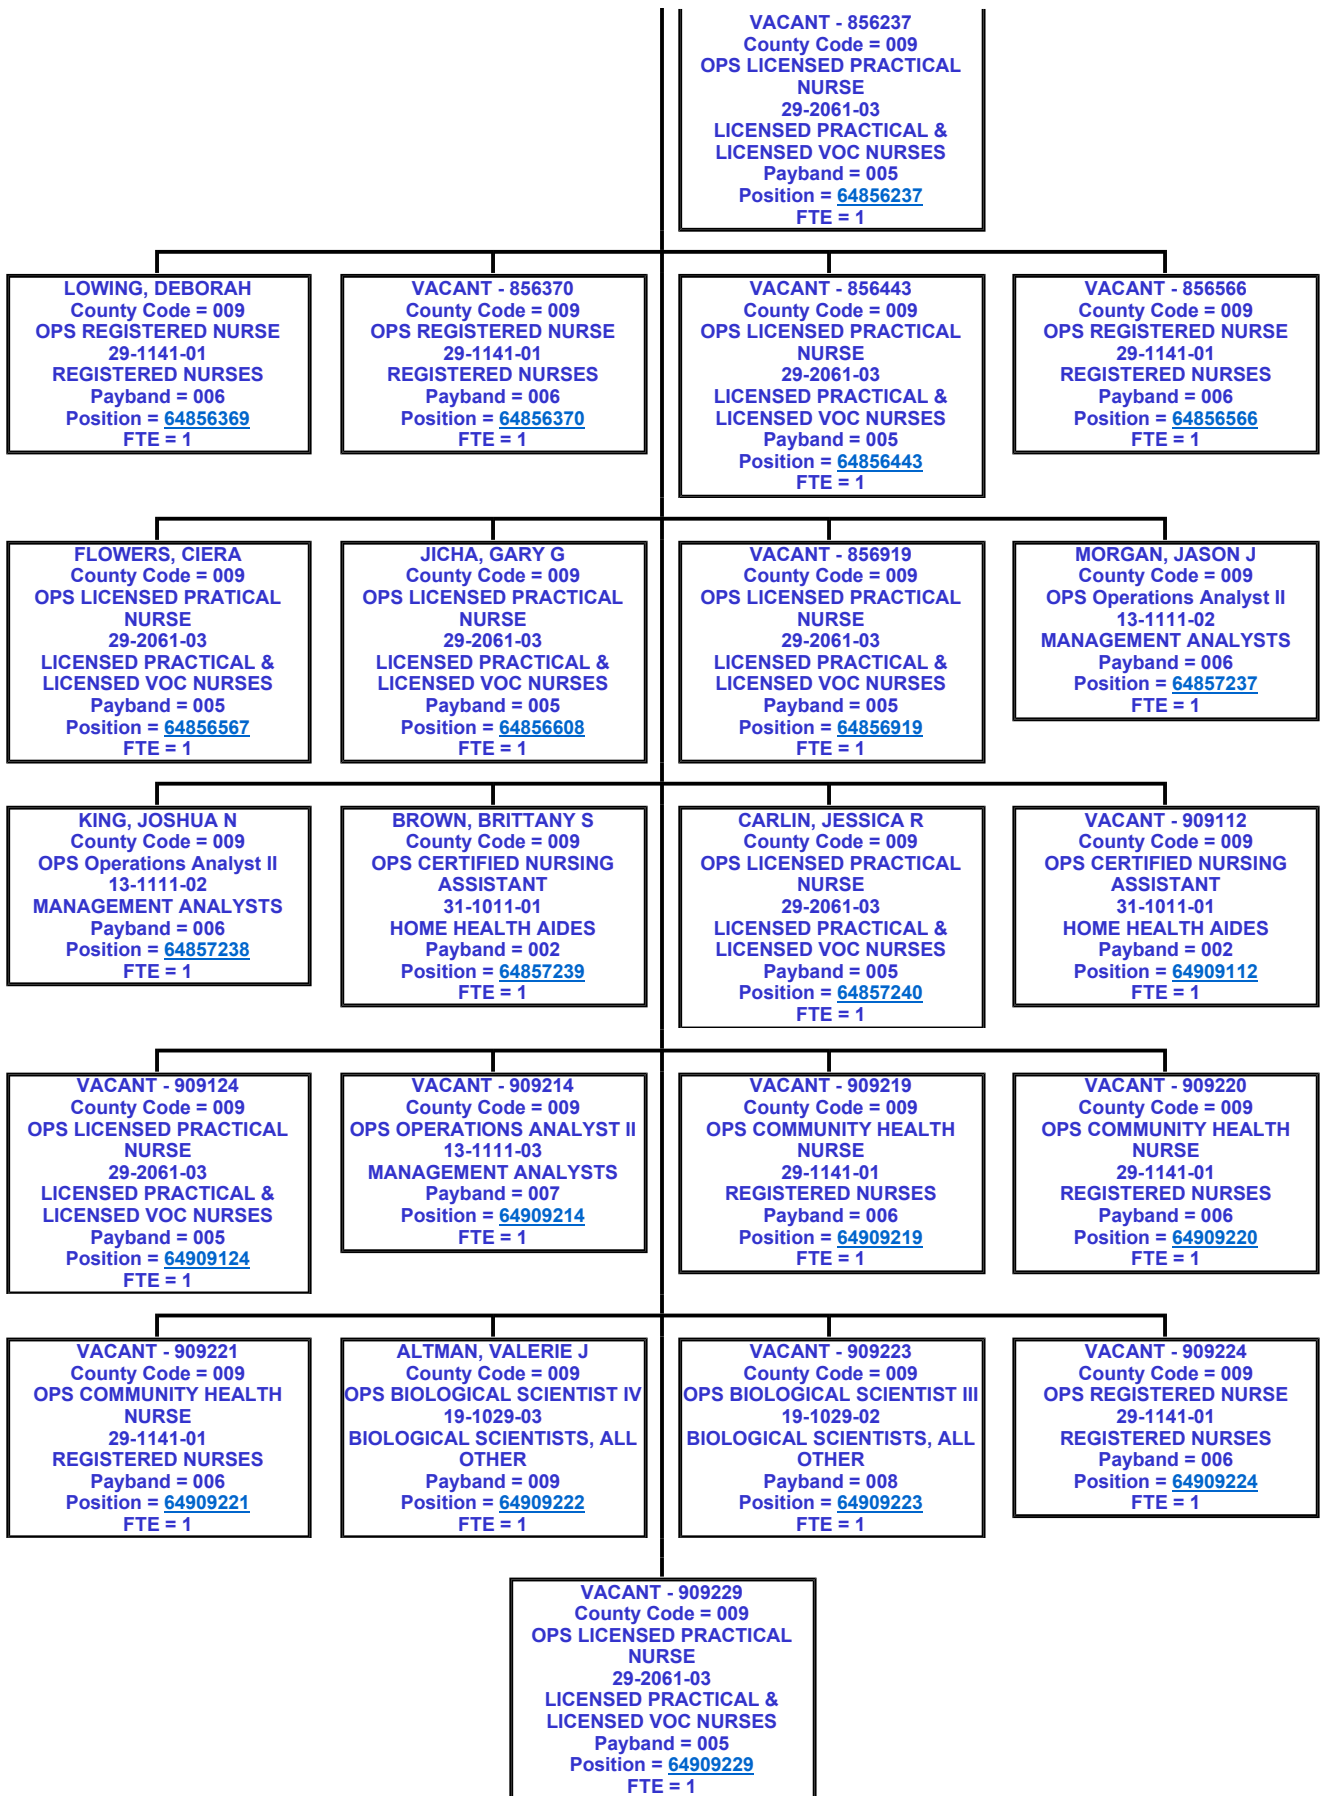 VACANT - 856237
County Code = 009
OPS LICENSED PRACTICAL
NURSE
29-2061-03
LICENSED PRACTICAL &
LICENSED VOC NURSES
Payband = 005
Position = 64856237
FTE = 1
LOWING, DEBORAH
County Code = 009
OPS REGISTERED NURSE
29-1141-01
REGISTERED NURSES
Payband = 006
Position = 64856369
FTE = 1
VACANT - 856370
County Code = 009
OPS REGISTERED NURSE
29-1141-01
REGISTERED NURSES
Payband = 006
Position = 64856370
FTE = 1
VACANT - 856443
County Code = 009
OPS LICENSED PRACTICAL
NURSE
29-2061-03
LICENSED PRACTICAL &
LICENSED VOC NURSES
Payband = 005
Position = 64856443
FTE = 1
VACANT - 856566
County Code = 009
OPS REGISTERED NURSE
29-1141-01
REGISTERED NURSES
Payband = 006
Position = 64856566
FTE = 1
FLOWERS, CIERA
County Code = 009
OPS LICENSED PRATICAL
NURSE
29-2061-03
LICENSED PRACTICAL &
LICENSED VOC NURSES
Payband = 005
Position = 64856567
FTE = 1
JICHA, GARY G
County Code = 009
OPS LICENSED PRACTICAL
NURSE
29-2061-03
LICENSED PRACTICAL &
LICENSED VOC NURSES
Payband = 005
Position = 64856608
FTE = 1
VACANT - 856919
County Code = 009
OPS LICENSED PRACTICAL
NURSE
29-2061-03
LICENSED PRACTICAL &
LICENSED VOC NURSES
Payband = 005
Position = 64856919
FTE = 1
MORGAN, JASON J
County Code = 009
OPS Operations Analyst II
13-1111-02
MANAGEMENT ANALYSTS
Payband = 006
Position = 64857237
FTE = 1
KING, JOSHUA N
County Code = 009
OPS Operations Analyst II
13-1111-02
MANAGEMENT ANALYSTS
Payband = 006
Position = 64857238
FTE = 1
BROWN, BRITTANY S
County Code = 009
OPS CERTIFIED NURSING
ASSISTANT
31-1011-01
HOME HEALTH AIDES
Payband = 002
Position = 64857239
FTE = 1
CARLIN, JESSICA R
County Code = 009
OPS LICENSED PRACTICAL
NURSE
29-2061-03
LICENSED PRACTICAL &
LICENSED VOC NURSES
Payband = 005
Position = 64857240
FTE = 1
VACANT - 909112
County Code = 009
OPS CERTIFIED NURSING
ASSISTANT
31-1011-01
HOME HEALTH AIDES
Payband = 002
Position = 64909112
FTE = 1
VACANT - 909124
County Code = 009
OPS LICENSED PRACTICAL
NURSE
29-2061-03
LICENSED PRACTICAL &
LICENSED VOC NURSES
Payband = 005
Position = 64909124
FTE = 1
VACANT - 909214
County Code = 009
OPS OPERATIONS ANALYST II
13-1111-03
MANAGEMENT ANALYSTS
Payband = 007
Position = 64909214
FTE = 1
VACANT - 909219
County Code = 009
OPS COMMUNITY HEALTH
NURSE
29-1141-01
REGISTERED NURSES
Payband = 006
Position = 64909219
FTE = 1
VACANT - 909220
County Code = 009
OPS COMMUNITY HEALTH
NURSE
29-1141-01
REGISTERED NURSES
Payband = 006
Position = 64909220
FTE = 1
VACANT - 909221
County Code = 009
OPS COMMUNITY HEALTH
NURSE
29-1141-01
REGISTERED NURSES
Payband = 006
Position = 64909221
FTE = 1
ALTMAN, VALERIE J
County Code = 009
OPS BIOLOGICAL SCIENTIST IV
19-1029-03
BIOLOGICAL SCIENTISTS, ALL
OTHER
Payband = 009
Position = 64909222
FTE = 1
VACANT - 909223
County Code = 009
OPS BIOLOGICAL SCIENTIST III
19-1029-02
BIOLOGICAL SCIENTISTS, ALL
OTHER
Payband = 008
Position = 64909223
FTE = 1
VACANT - 909224
County Code = 009
OPS REGISTERED NURSE
29-1141-01
REGISTERED NURSES
Payband = 006
Position = 64909224
FTE = 1
VACANT - 909229
County Code = 009
OPS LICENSED PRACTICAL
NURSE
29-2061-03
LICENSED PRACTICAL &
LICENSED VOC NURSES
Payband = 005
Position = 64909229
FTE = 1